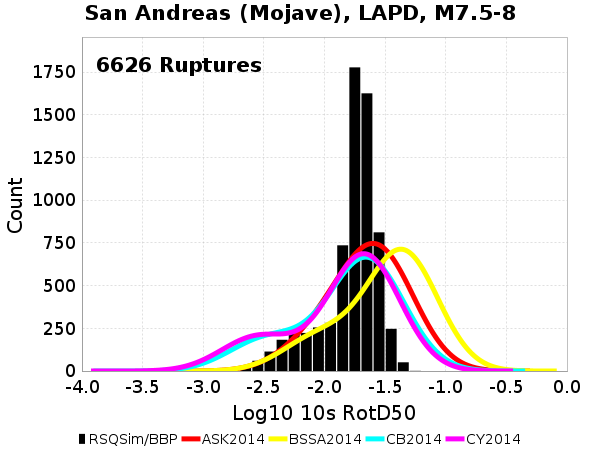 San Andreas (Mojave), LAPD, M7.5-8
6626 Ruptures
Count
1750
1500
1250
1000
750
500
250
0
-4.0 -3.5 -3.0 -2.5 -2.0 -1.5 -1.0 -0.5 0.0
Log10 10s RotD50
RSQSim/BBP ASK2014 BSSA2014 CB2014 CY2014